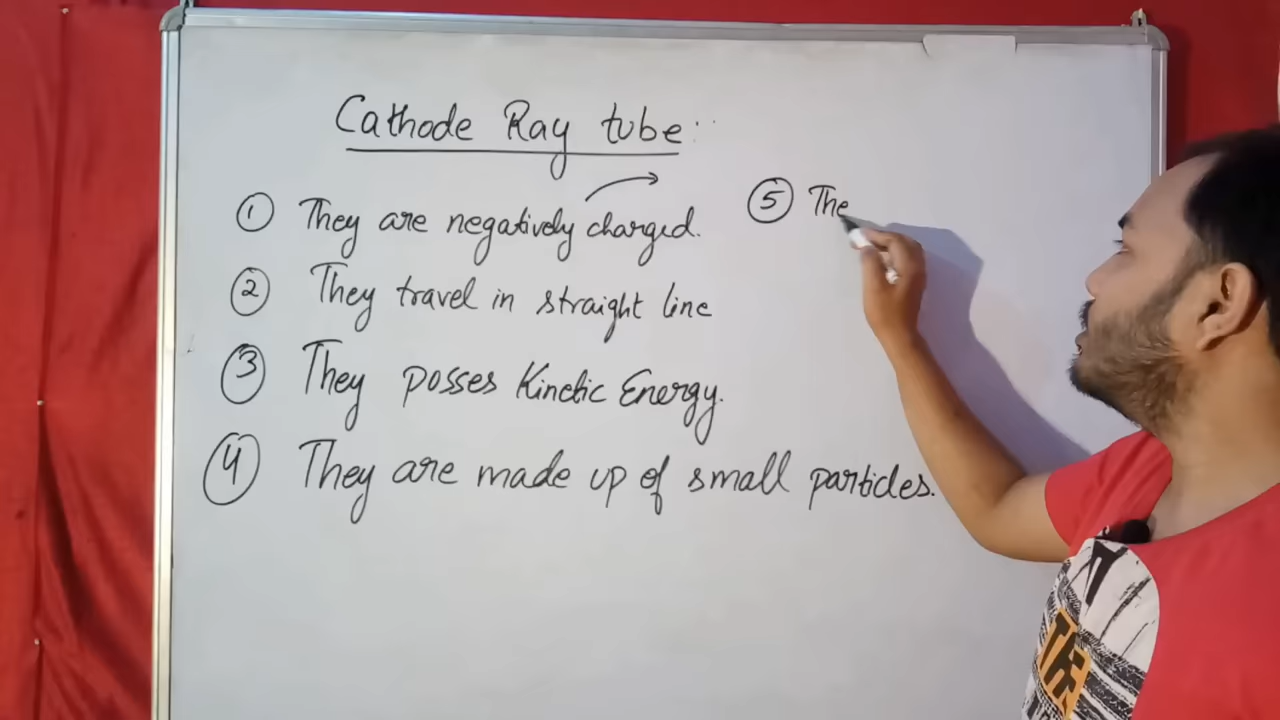 Cathode Ray tube:
① They are negatively charged.
② They travel in straight line
③ They posses Kinetic Energy.
④ They are made up of small particles.
⑤ The